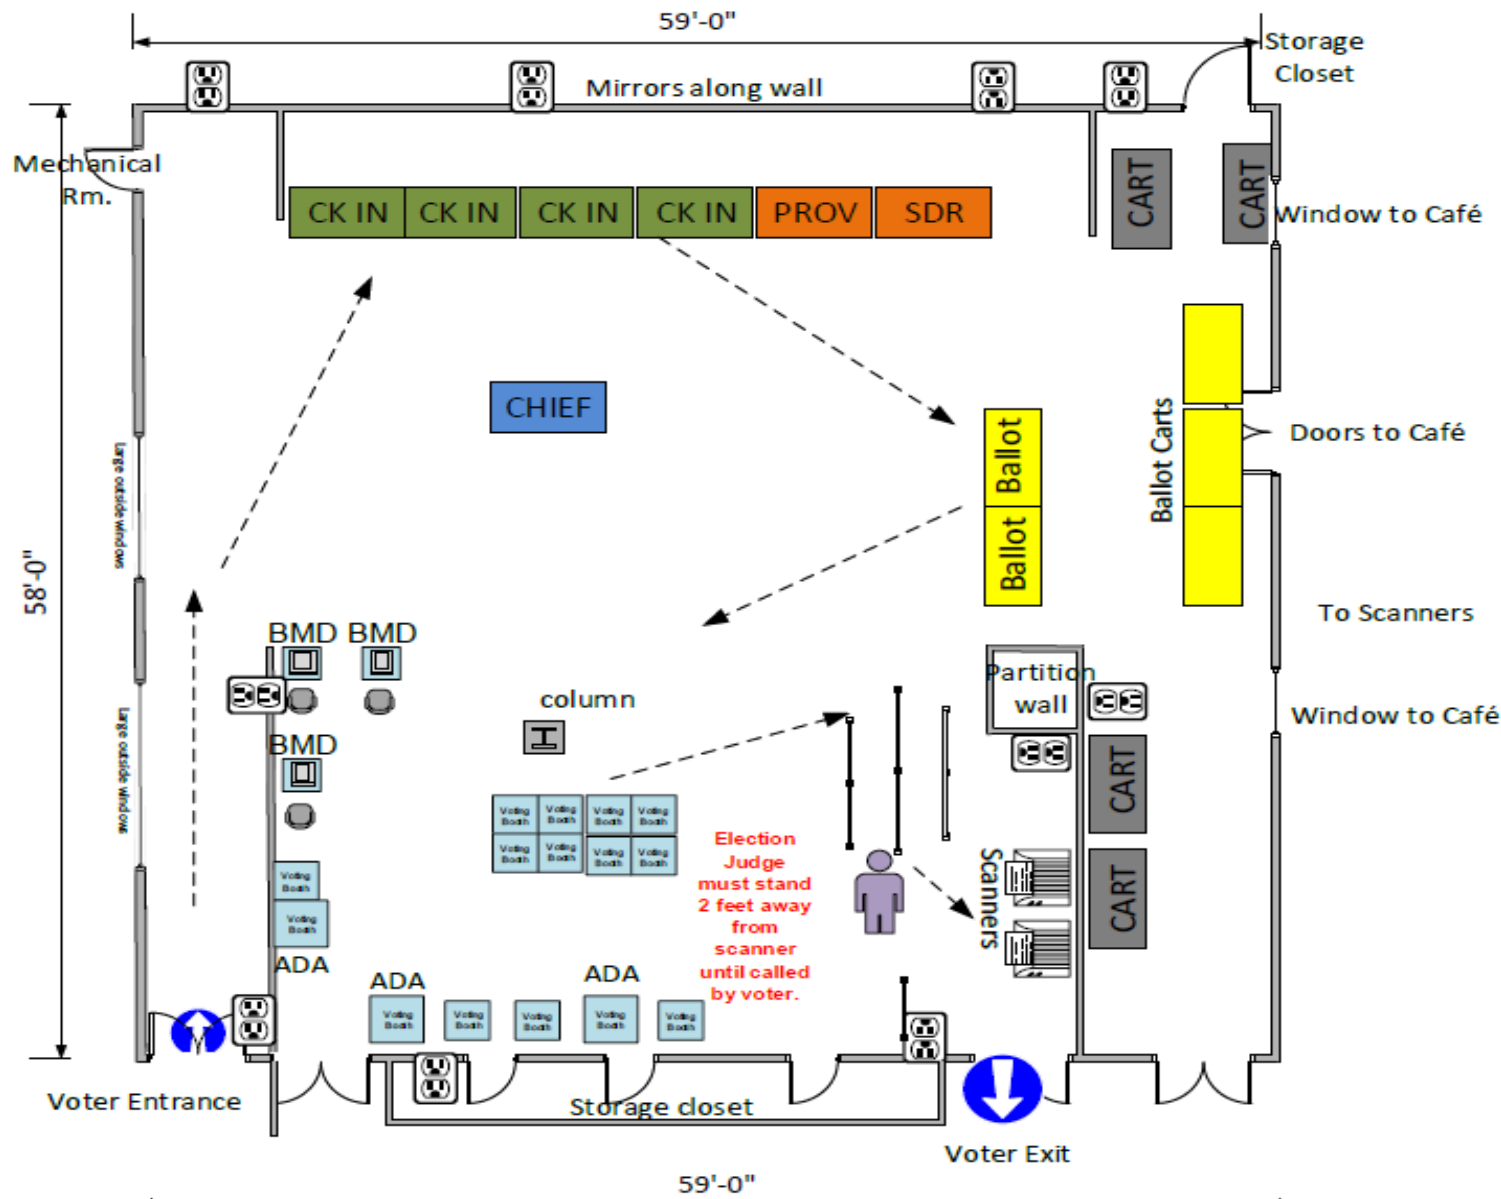 59'-0"
Storage
Closet
Mirrors along wall
Mechanical
Rm.
CK IN
CK IN
CK IN
CK IN
PROV
SDR
CART
CART
Window to Café
CHIEF
Ballot
Ballot
Ballot Carts
Doors to Café
Large outside windows
58'-0"
To Scanners
BMD
BMD
Partition
wall
column
Window to Café
Large outside windows
BMD
CART
Voting
Booth
Voting
Booth
Voting
Booth
Voting
Booth
Voting
Booth
Voting
Booth
Voting
Booth
Voting
Booth
Election
Judge
must stand
2 feet away
from
scanner
until called
by voter.
Scanners
CART
Voting
Booth
Voting
Booth
ADA
ADA
ADA
Voting
Booth
Voting
Booth
Voting
Booth
Voting
Booth
Voting
Booth
Voter Entrance
Storage closet
Voter Exit
59'-0"